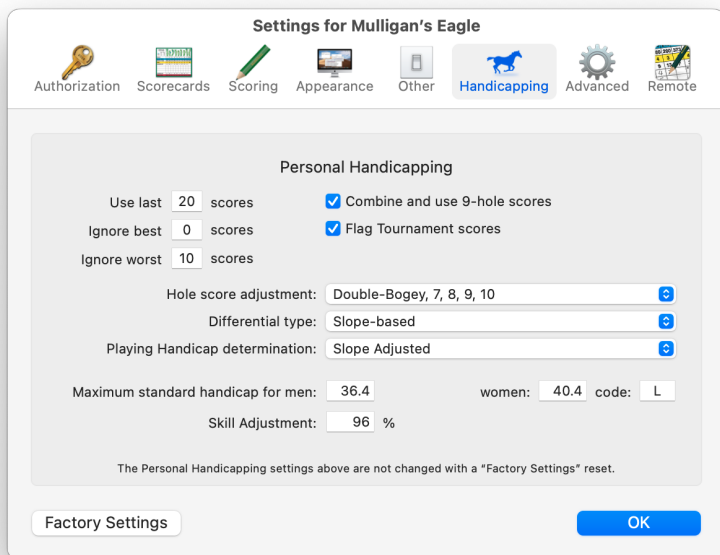 Settings for Mulligan's Eagle
Authorization Scorecards Scoring Appearance Other Handicapping Advanced Remote
Personal Handicapping
Use last 20 scores
Combine and use 9-hole scores
Ignore best 0 scores
Flag Tournament scores
Ignore worst 10 scores
Hole score adjustment: Double-Bogey, 7, 8, 9, 10
Differential type: Slope-based
Playing Handicap determination: Slope Adjusted
Maximum standard handicap for men: 36.4 women: 40.4 code: L
Skill Adjustment: 96 %
The Personal Handicapping settings above are not changed with a “Factory Settings” reset.
Factory Settings
OK